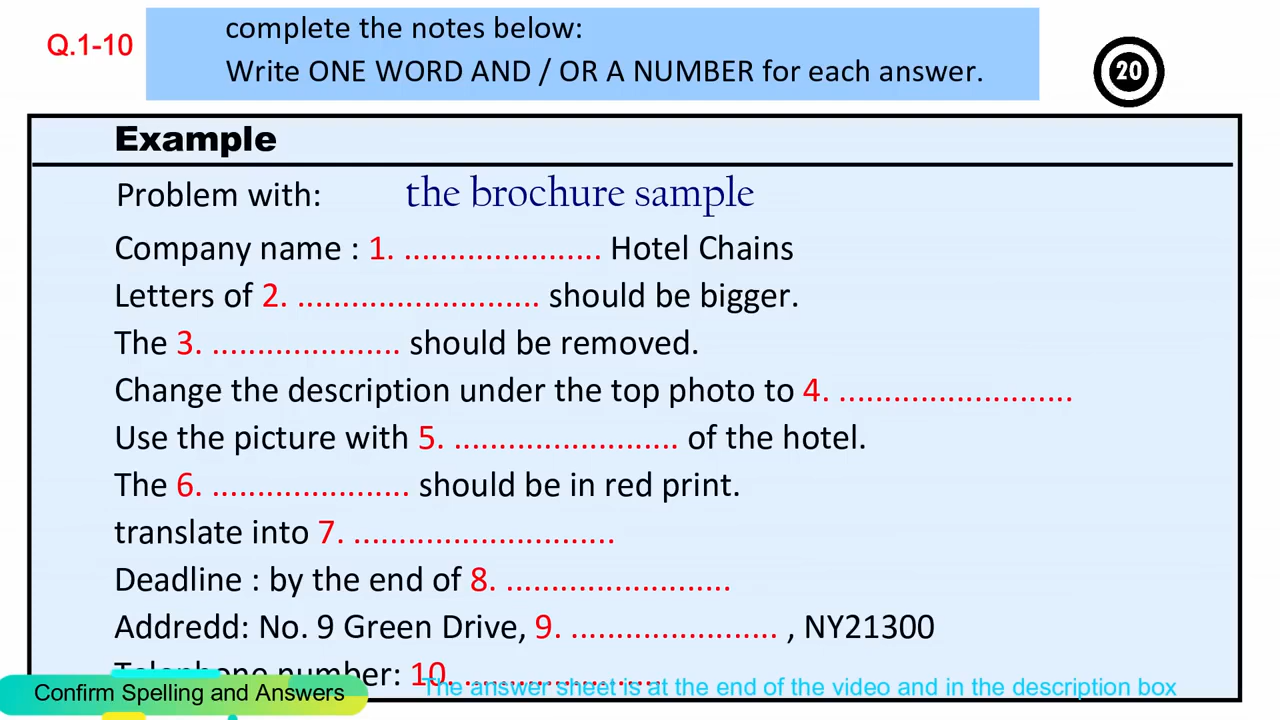 Q.1-10
complete the notes below:
Write ONE WORD AND / OR A NUMBER for each answer.
20
Example
Problem with: the brochure sample
Company name : 1. ...................... Hotel Chains
Letters of 2. ........................... should be bigger.
The 3. ..................... should be removed.
Change the description under the top photo to 4. ..........................
Use the picture with 5. ......................... of the hotel.
The 6. ...................... should be in red print.
translate into 7. .............................
Deadline : by the end of 8. .........................
Addredd: No. 9 Green Drive, 9. ....................... , NY21300
Telephone number: 10. ......................
Confirm Spelling and Answers
The answer sheet is at the end of the video and in the description box